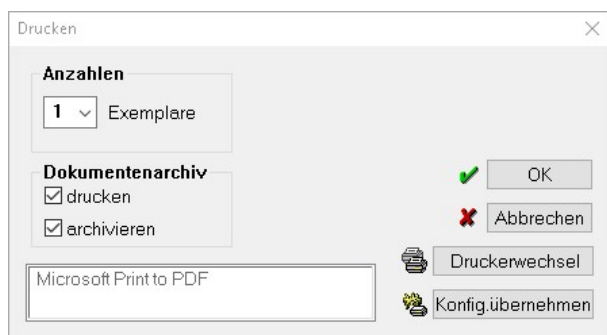 Drucken
Anzahlen
1 Exemplare
Dokumentenarchiv
drucken
archivieren
Microsoft Print to PDF
OK
Abbrechen
Druckerwechsel
Konfig.übernehmen